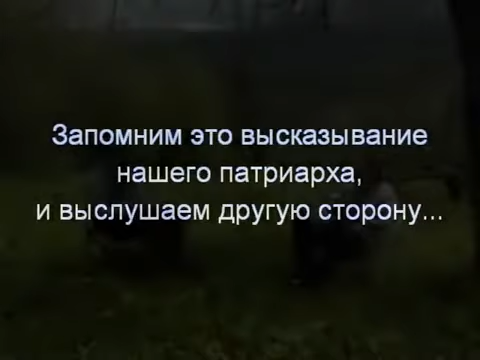 Запомним это высказывание
нашего патриарха,
и выслушаем другую сторону...